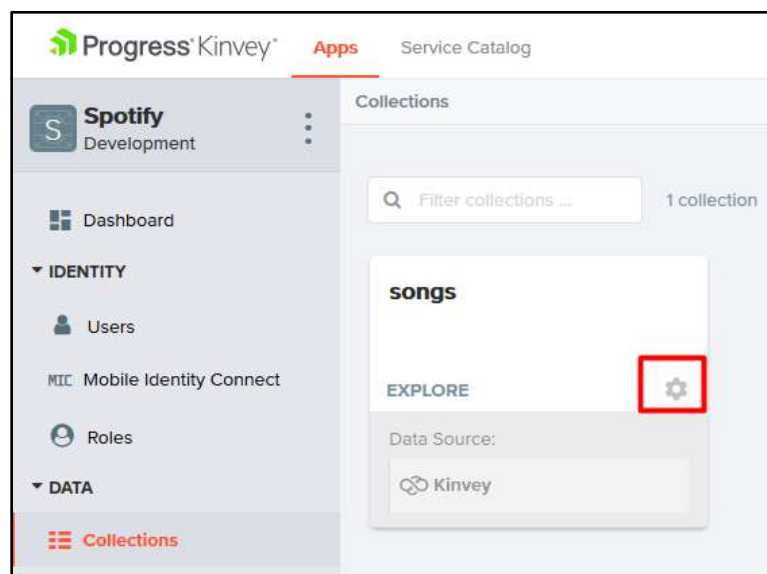 Progress Kinvey Apps Service Catalog
S Spotify
Development
Collections
Filter collections ... 1 collection
Dashboard
IDENTITY
songs
Users
MIC Mobile Identity Connect
EXPLORE
Roles
Data Source:
DATA
Kinvey
Collections